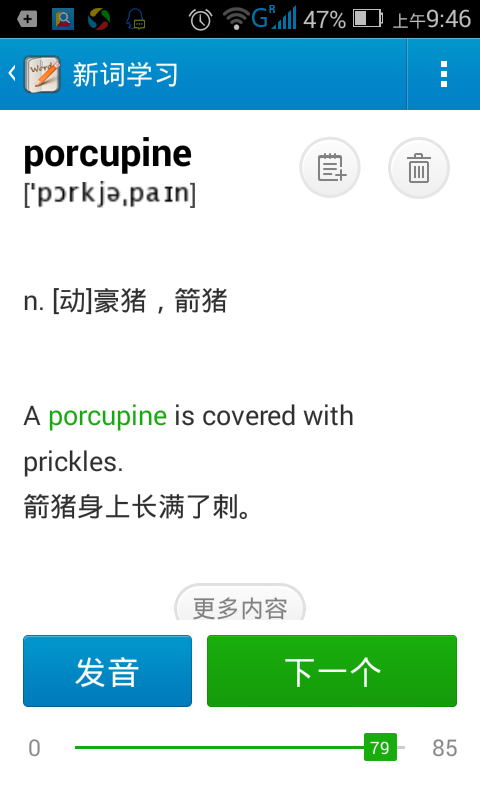 47% 上午9:46
新词学习
porcupine
[ˈpɔrkjəˌpaɪn]
n. [动]豪猪，箭猪
A porcupine is covered with
prickles.
箭猪身上长满了刺。
更多内容
发音 下一个
0 79 85